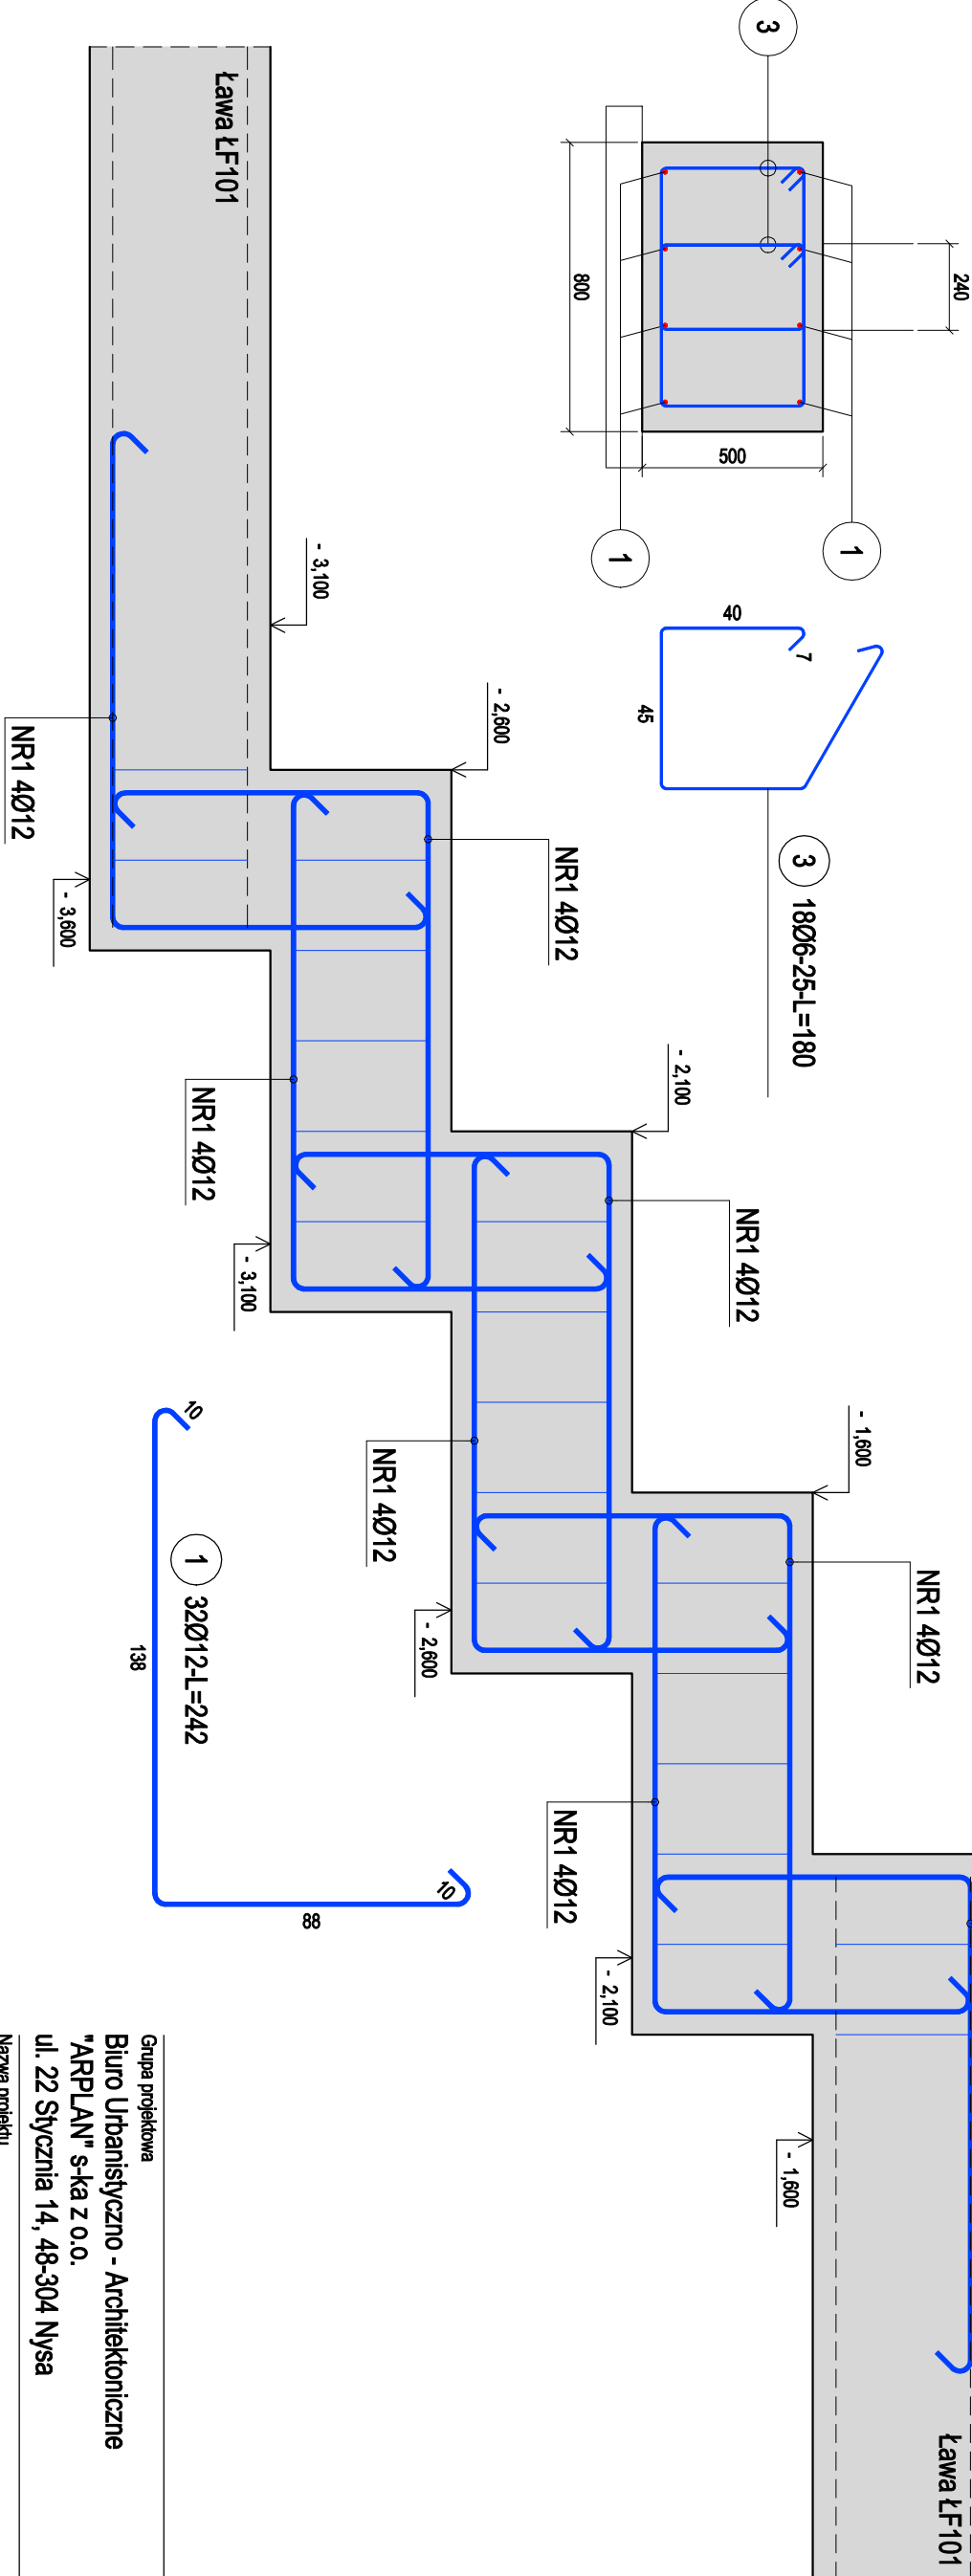 3
240
800
500
1
1
40
7
45
3 18Ø6-25-L=180
Ława ŁF101
- 3,100
- 2,600
NR1 4Ø12
- 3,600
NR1 4Ø12
- 2,100
NR1 4Ø12
- 3,100
NR1 4Ø12
- 1,600
NR1 4Ø12
- 2,600
NR1 4Ø12
NR1 4Ø12
- 2,100
- 1,600
Ława ŁF101
10
1 32Ø12-L=242
138
10
88
Grupa projektowa
Biuro Urbanistyczno - Architektoniczne
"ARPLAN" s-ka z o.o.
ul. 22 Stycznia 14, 48-304 Nysa
Nazwa projektu